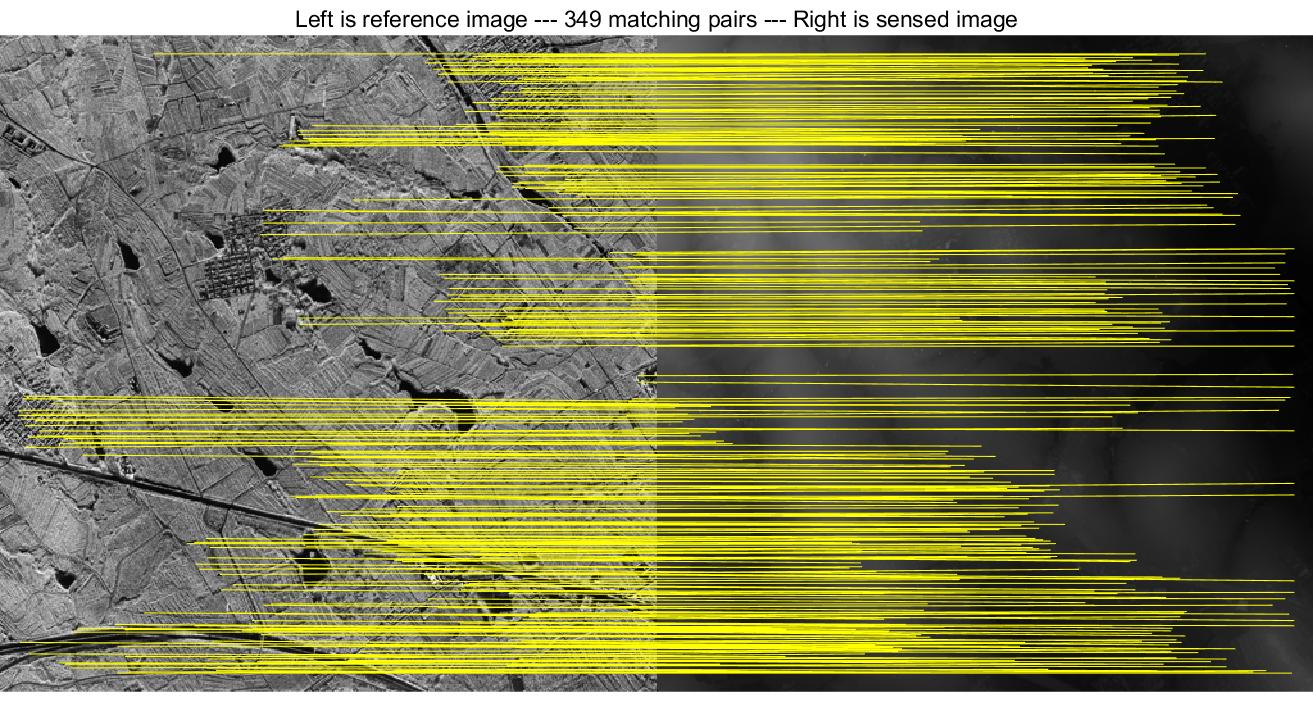 Left is reference image --- 349 matching pairs --- Right is sensed image